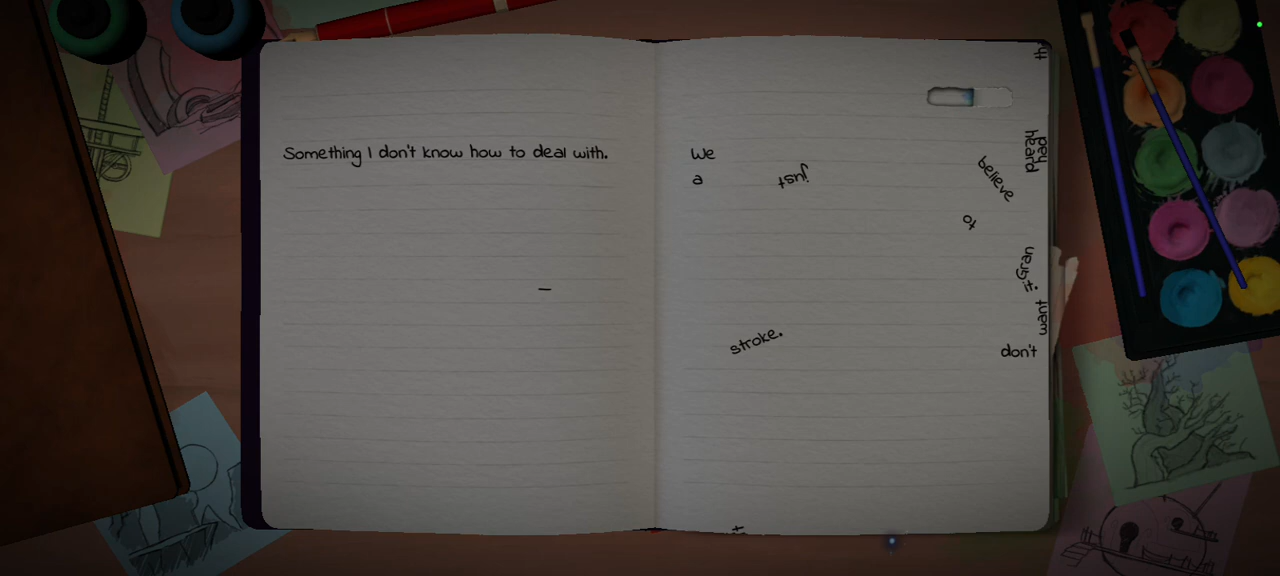 Something I don't know how to deal with.
We
a just
heard
had
believe
to
Gran
it.
want
don't
stroke.